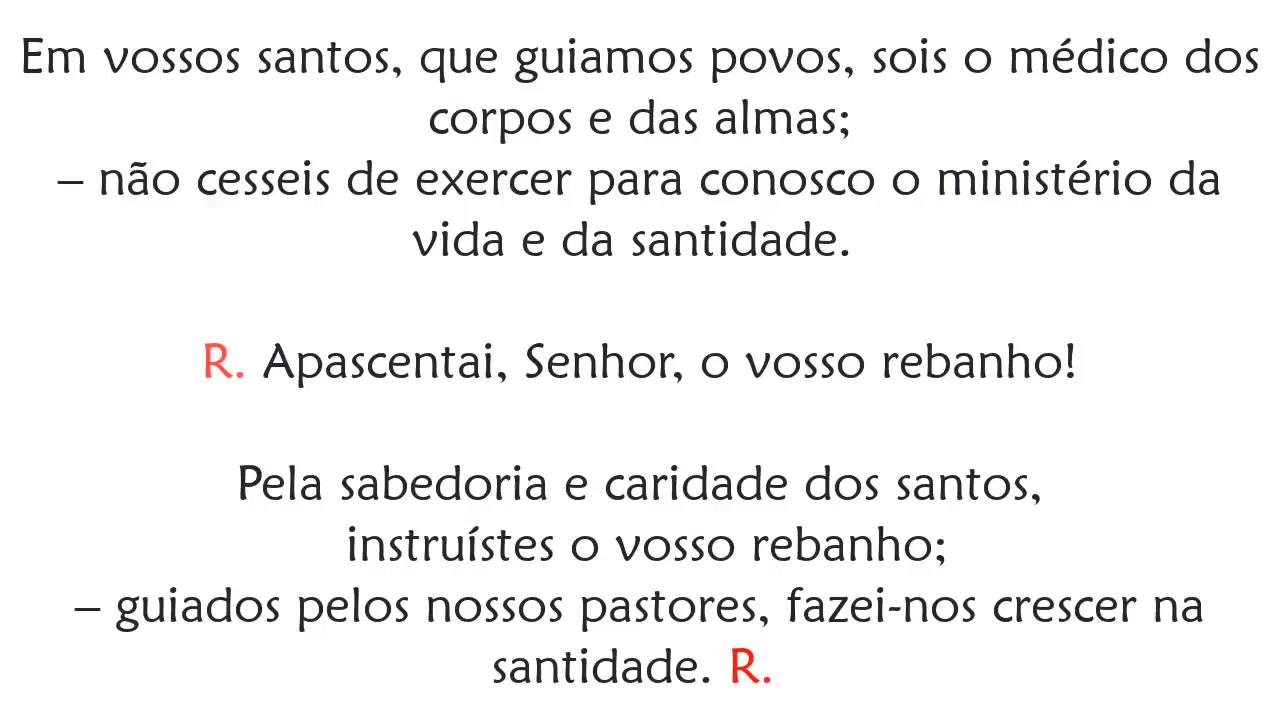 Em vossos santos, que guiamos povos, sois o médico dos
corpos e das almas;
– não cesseis de exercer para conosco o ministério da
vida e da santidade.
R. Apascentai, Senhor, o vosso rebanho!
Pela sabedoria e caridade dos santos,
instruístes o vosso rebanho;
– guiados pelos nossos pastores, fazei-nos crescer na
santidade. R.